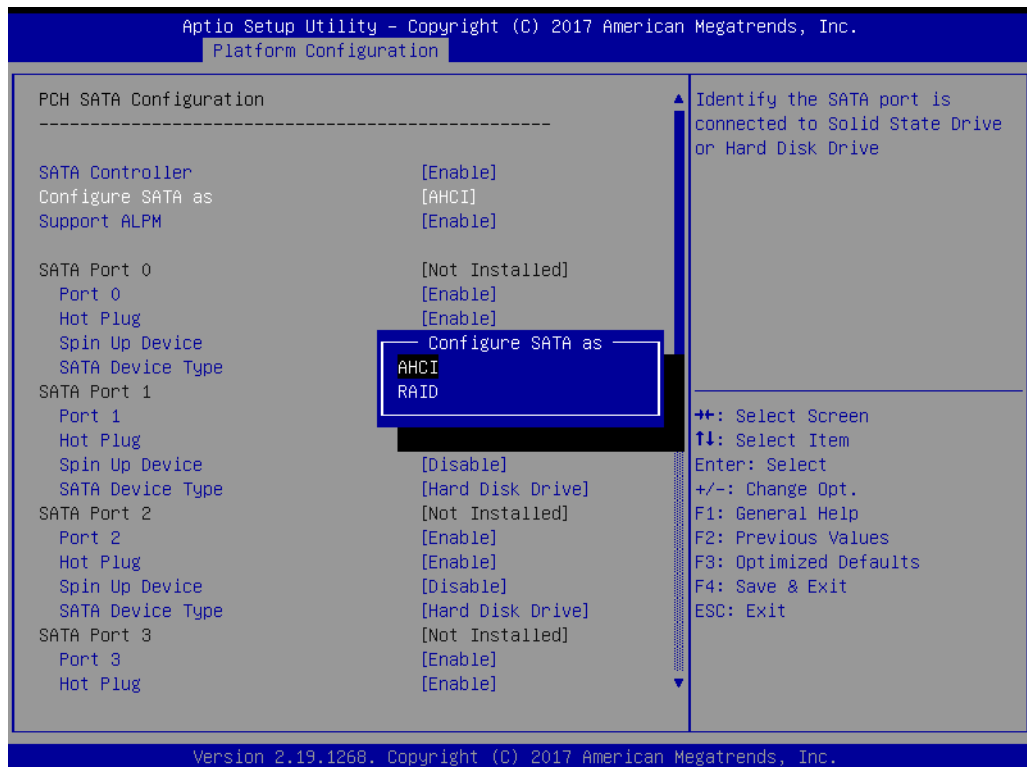 Aptio Setup Utility – Copyright (C) 2017 American Megatrends, Inc.
Platform Configuration
PCH SATA Configuration
--------------------------------------------------
SATA Controller [Enable]
Configure SATA as [AHCI]
Support ALPM [Enable]
SATA Port 0 [Not Installed]
Port 0 [Enable]
Hot Plug [Enable]
Spin Up Device
SATA Device Type
SATA Port 1
Port 1
Hot Plug
Spin Up Device [Disable]
SATA Device Type [Hard Disk Drive]
SATA Port 2 [Not Installed]
Port 2 [Enable]
Hot Plug [Enable]
Spin Up Device [Disable]
SATA Device Type [Hard Disk Drive]
SATA Port 3 [Not Installed]
Port 3 [Enable]
Hot Plug [Enable]
Configure SATA as
AHCI
RAID
Identify the SATA port is
connected to Solid State Drive
or Hard Disk Drive
→←: Select Screen
↑↓: Select Item
Enter: Select
+/-: Change Opt.
F1: General Help
F2: Previous Values
F3: Optimized Defaults
F4: Save & Exit
ESC: Exit
Version 2.19.1268. Copyright (C) 2017 American Megatrends, Inc.